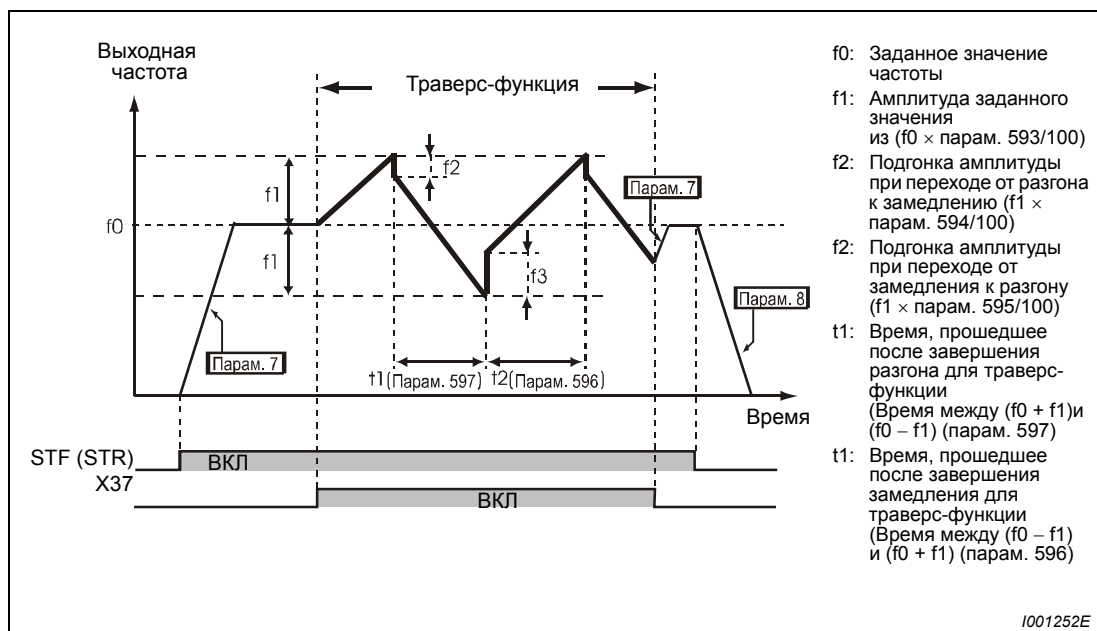 Выходная
частота
Траверс-функция
f1
f2
Парам. 7
f0
f1
f3
Парам. 8
Парам. 7
t1(Парам. 597)
t2(Парам. 596)
Время
STF (STR)
ВКЛ
X37
ВКЛ
f0: Заданное значение
частоты
f1: Амплитуда заданного
значения
из (f0 × парам. 593/100)
f2: Подгонка амплитуды
при переходе от разгона
к замедлению (f1 ×
парам. 594/100)
f2: Подгонка амплитуды
при переходе от
замедления к разгону
(f1 × парам. 595/100)
t1: Время, прошедшее
после завершения
разгона для траверс-
функции
(Время между (f0 + f1)и
(f0 – f1) (парам. 597)
t1: Время, прошедшее
после завершения
замедления для
траверс-функции
(Время между (f0 – f1)
и (f0 + f1) (парам. 596)
I001252E